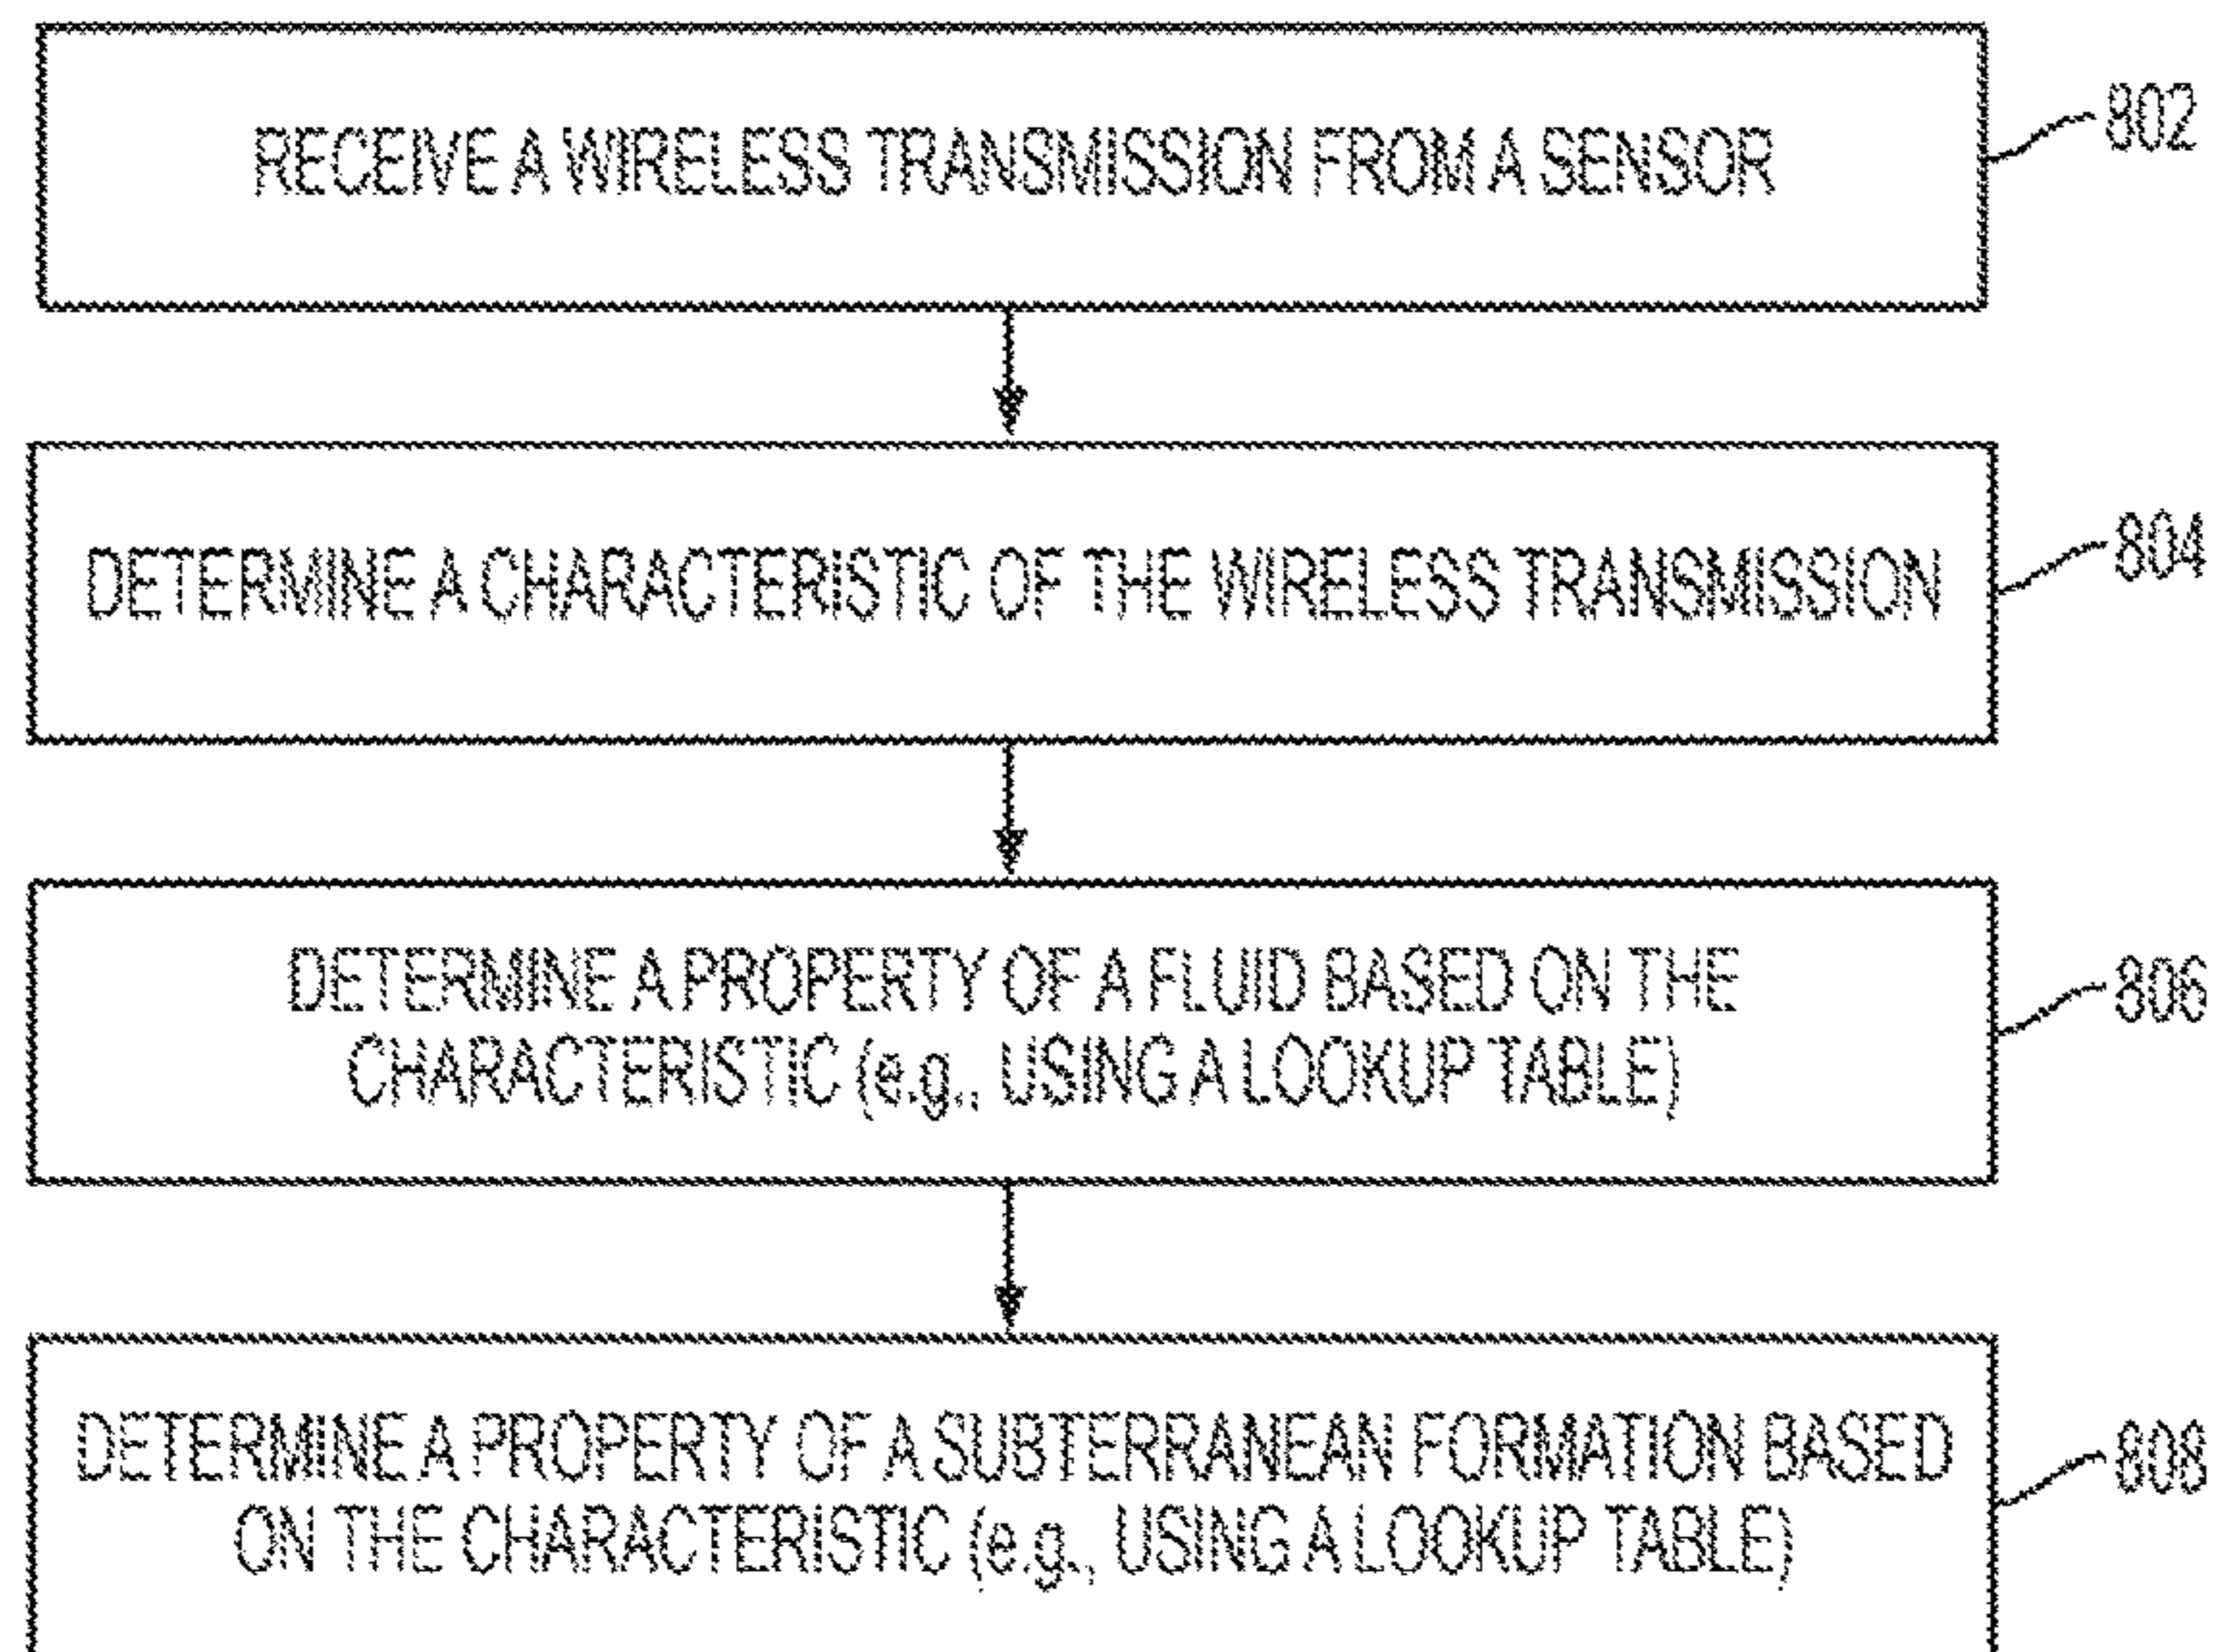 RECEIVE A WIRELESS TRANSMISSION FROM A SENSOR
802
DETERMINE A CHARACTERISTIC OF THE WIRELESS TRANSMISSION
804
DETERMINE A PROPERTY OF A FLUID BASED ON THE
CHARACTERISTIC (e.g., USING A LOOKUP TABLE)
806
DETERMINE A PROPERTY OF A SUBTERRANEAN FORMATION BASED
ON THE CHARACTERISTIC (e.g., USING A LOOKUP TABLE)
808